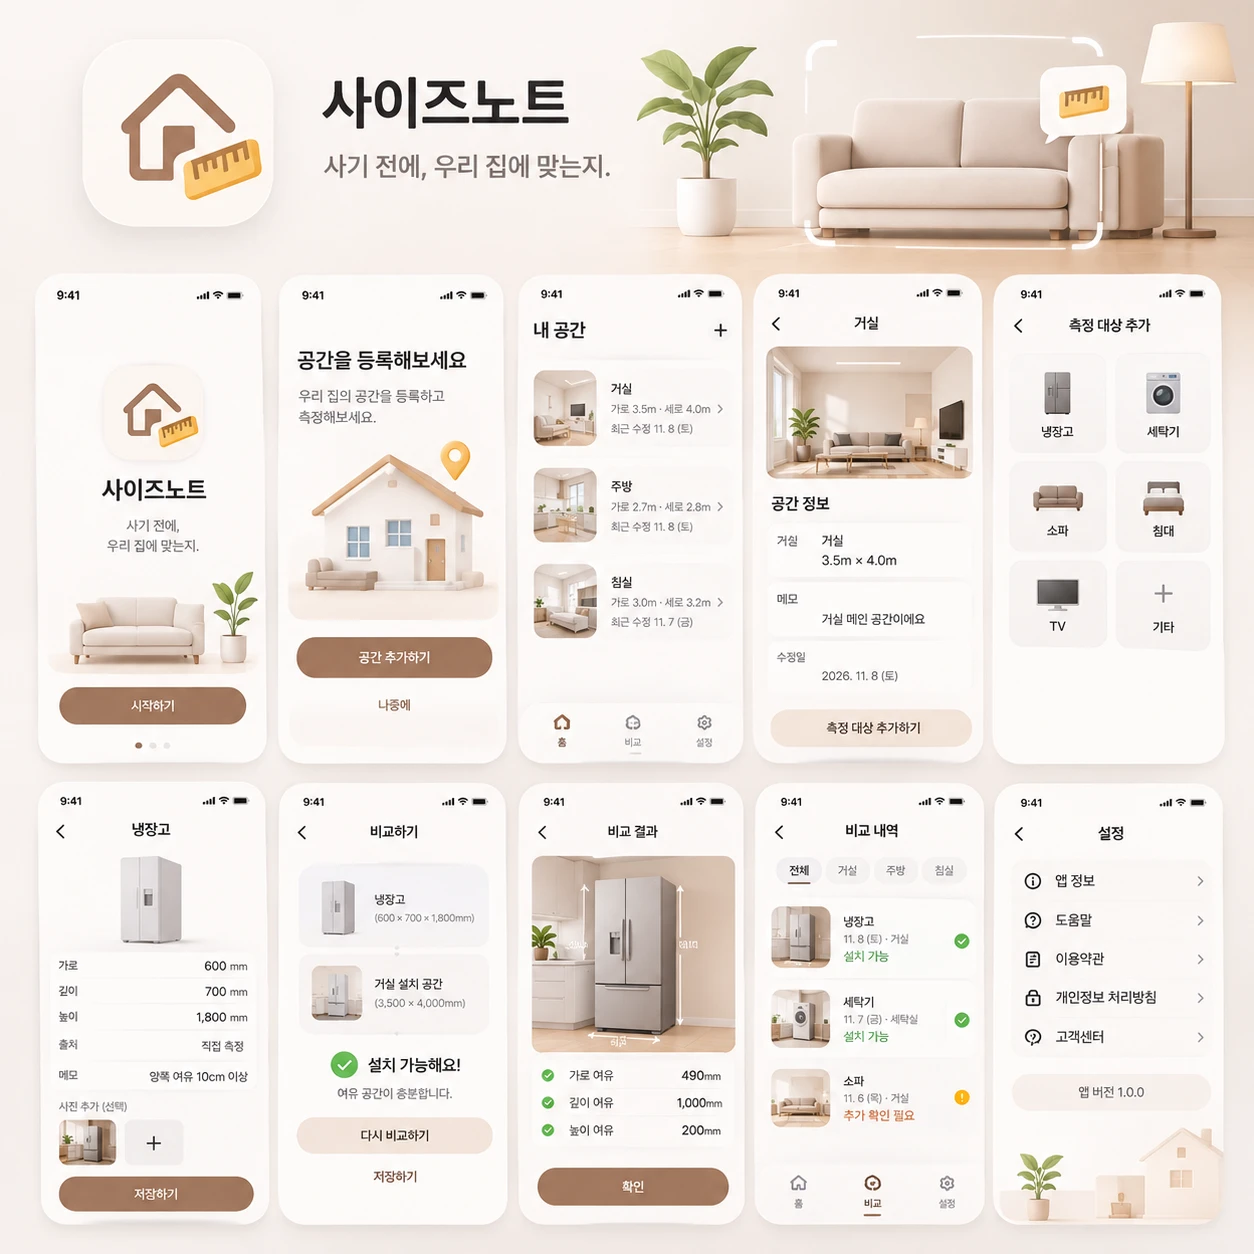 사이즈노트
사기 전에, 우리 집에 맞는지.
9:41
사이즈노트
사기 전에,
우리 집에 맞는지.
시작하기
9:41
공간을 등록해보세요
우리 집의 공간을 등록하고
측정해보세요.
공간 추가하기
나중에
9:41
내 공간
거실
가로 3.5m · 세로 4.0m
최근 수정 11. 8 (토)
주방
가로 2.7m · 세로 2.8m
최근 수정 11. 8 (토)
침실
가로 3.0m · 세로 3.2m
최근 수정 11. 7 (금)
홈 비교 설정
9:41
거실
공간 정보
거실 거실
3.5m × 4.0m
메모
거실 메인 공간이에요
수정일
2026. 11. 8 (토)
측정 대상 추가하기
9:41
측정 대상 추가
냉장고 세탁기
소파 침대
TV 기타
9:41
냉장고
가로 600 mm
깊이 700 mm
높이 1,800 mm
출처 직접 측정
메모 양쪽 여유 10cm 이상
사진 추가 (선택)
저장하기
9:41
비교하기
냉장고
(600 × 700 × 1,800mm)
거실 설치 공간
(3,500 × 4,000mm)
설치 가능해요!
여유 공간이 충분합니다.
다시 비교하기
저장하기
9:41
비교 결과
가로 여유 490mm
깊이 여유 1,000mm
높이 여유 200mm
확인
9:41
비교 내역
전체 거실 주방 침실
냉장고
11. 8 (토) · 거실
설치 가능
세탁기
11. 7 (금) · 세탁실
설치 가능
소파
11. 6 (목) · 거실
추가 확인 필요
홈 비교 설정
9:41
설정
앱 정보
도움말
이용약관
개인정보 처리방침
고객센터
앱 버전 1.0.0